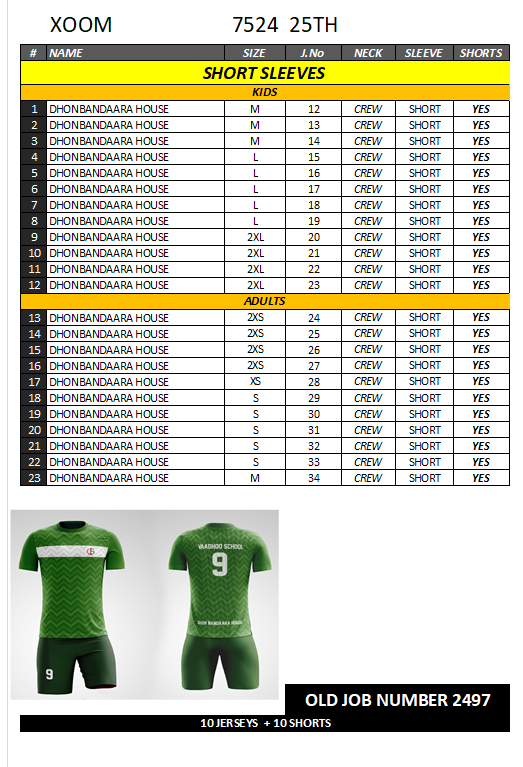 XOOM 7524 25TH
# NAME SIZE J.No NECK SLEEVE SHORTS
SHORT SLEEVES
KIDS
1 DHONBANDAARA HOUSE M 12 CREW SHORT YES
2 DHONBANDAARA HOUSE M 13 CREW SHORT YES
3 DHONBANDAARA HOUSE M 14 CREW SHORT YES
4 DHONBANDAARA HOUSE L 15 CREW SHORT YES
5 DHONBANDAARA HOUSE L 16 CREW SHORT YES
6 DHONBANDAARA HOUSE L 17 CREW SHORT YES
7 DHONBANDAARA HOUSE L 18 CREW SHORT YES
8 DHONBANDAARA HOUSE L 19 CREW SHORT YES
9 DHONBANDAARA HOUSE 2XL 20 CREW SHORT YES
10 DHONBANDAARA HOUSE 2XL 21 CREW SHORT YES
11 DHONBANDAARA HOUSE 2XL 22 CREW SHORT YES
12 DHONBANDAARA HOUSE 2XL 23 CREW SHORT YES
ADULTS
13 DHONBANDAARA HOUSE 2XS 24 CREW SHORT YES
14 DHONBANDAARA HOUSE 2XS 25 CREW SHORT YES
15 DHONBANDAARA HOUSE 2XS 26 CREW SHORT YES
16 DHONBANDAARA HOUSE 2XS 27 CREW SHORT YES
17 DHONBANDAARA HOUSE XS 28 CREW SHORT YES
18 DHONBANDAARA HOUSE S 29 CREW SHORT YES
19 DHONBANDAARA HOUSE S 30 CREW SHORT YES
20 DHONBANDAARA HOUSE S 31 CREW SHORT YES
21 DHONBANDAARA HOUSE S 32 CREW SHORT YES
22 DHONBANDAARA HOUSE S 33 CREW SHORT YES
23 DHONBANDAARA HOUSE M 34 CREW SHORT YES
VAADHOO SCHOOL
9
DHON BANDAARA HOUSE
9
OLD JOB NUMBER 2497
10 JERSEYS + 10 SHORTS